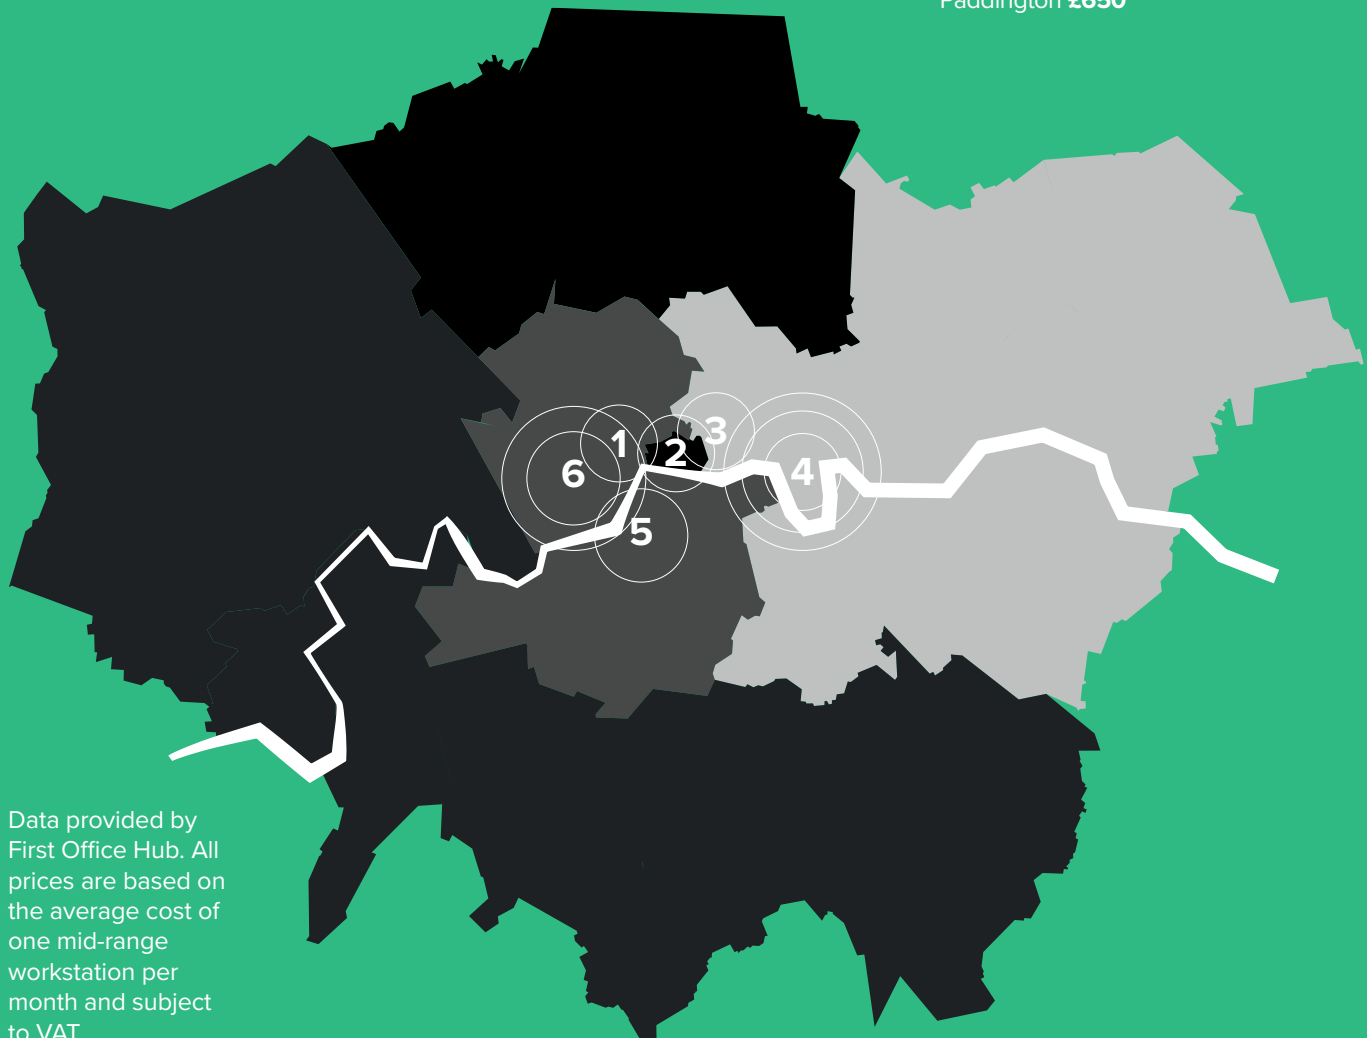 Paddington £650
1
2
3
4
5
6
Data provided by
First Office Hub. All
prices are based on
the average cost of
one mid-range
workstation per
month and subject
to VAT